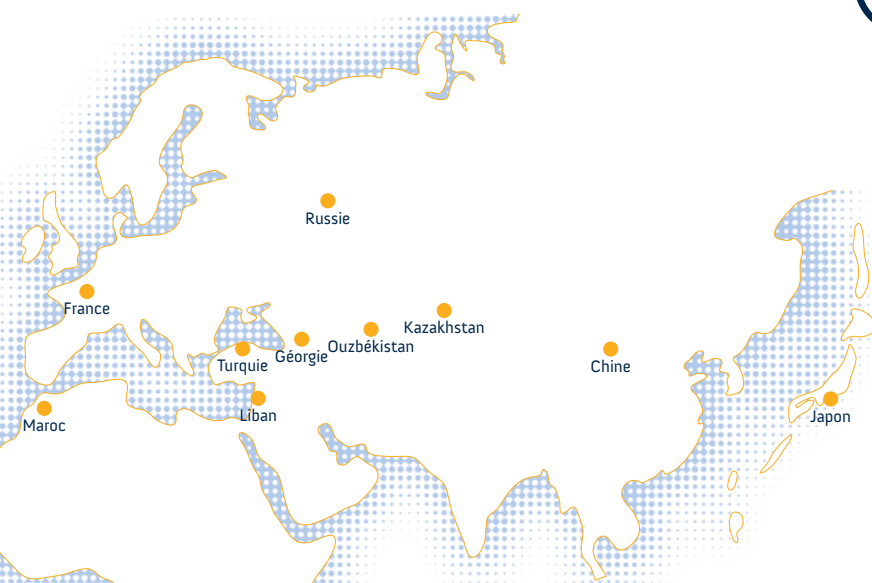 Russie
France
Kazakhstan
Ouzbékistan
Géorgie
Turquie
Chine
Liban
Japon
Maroc